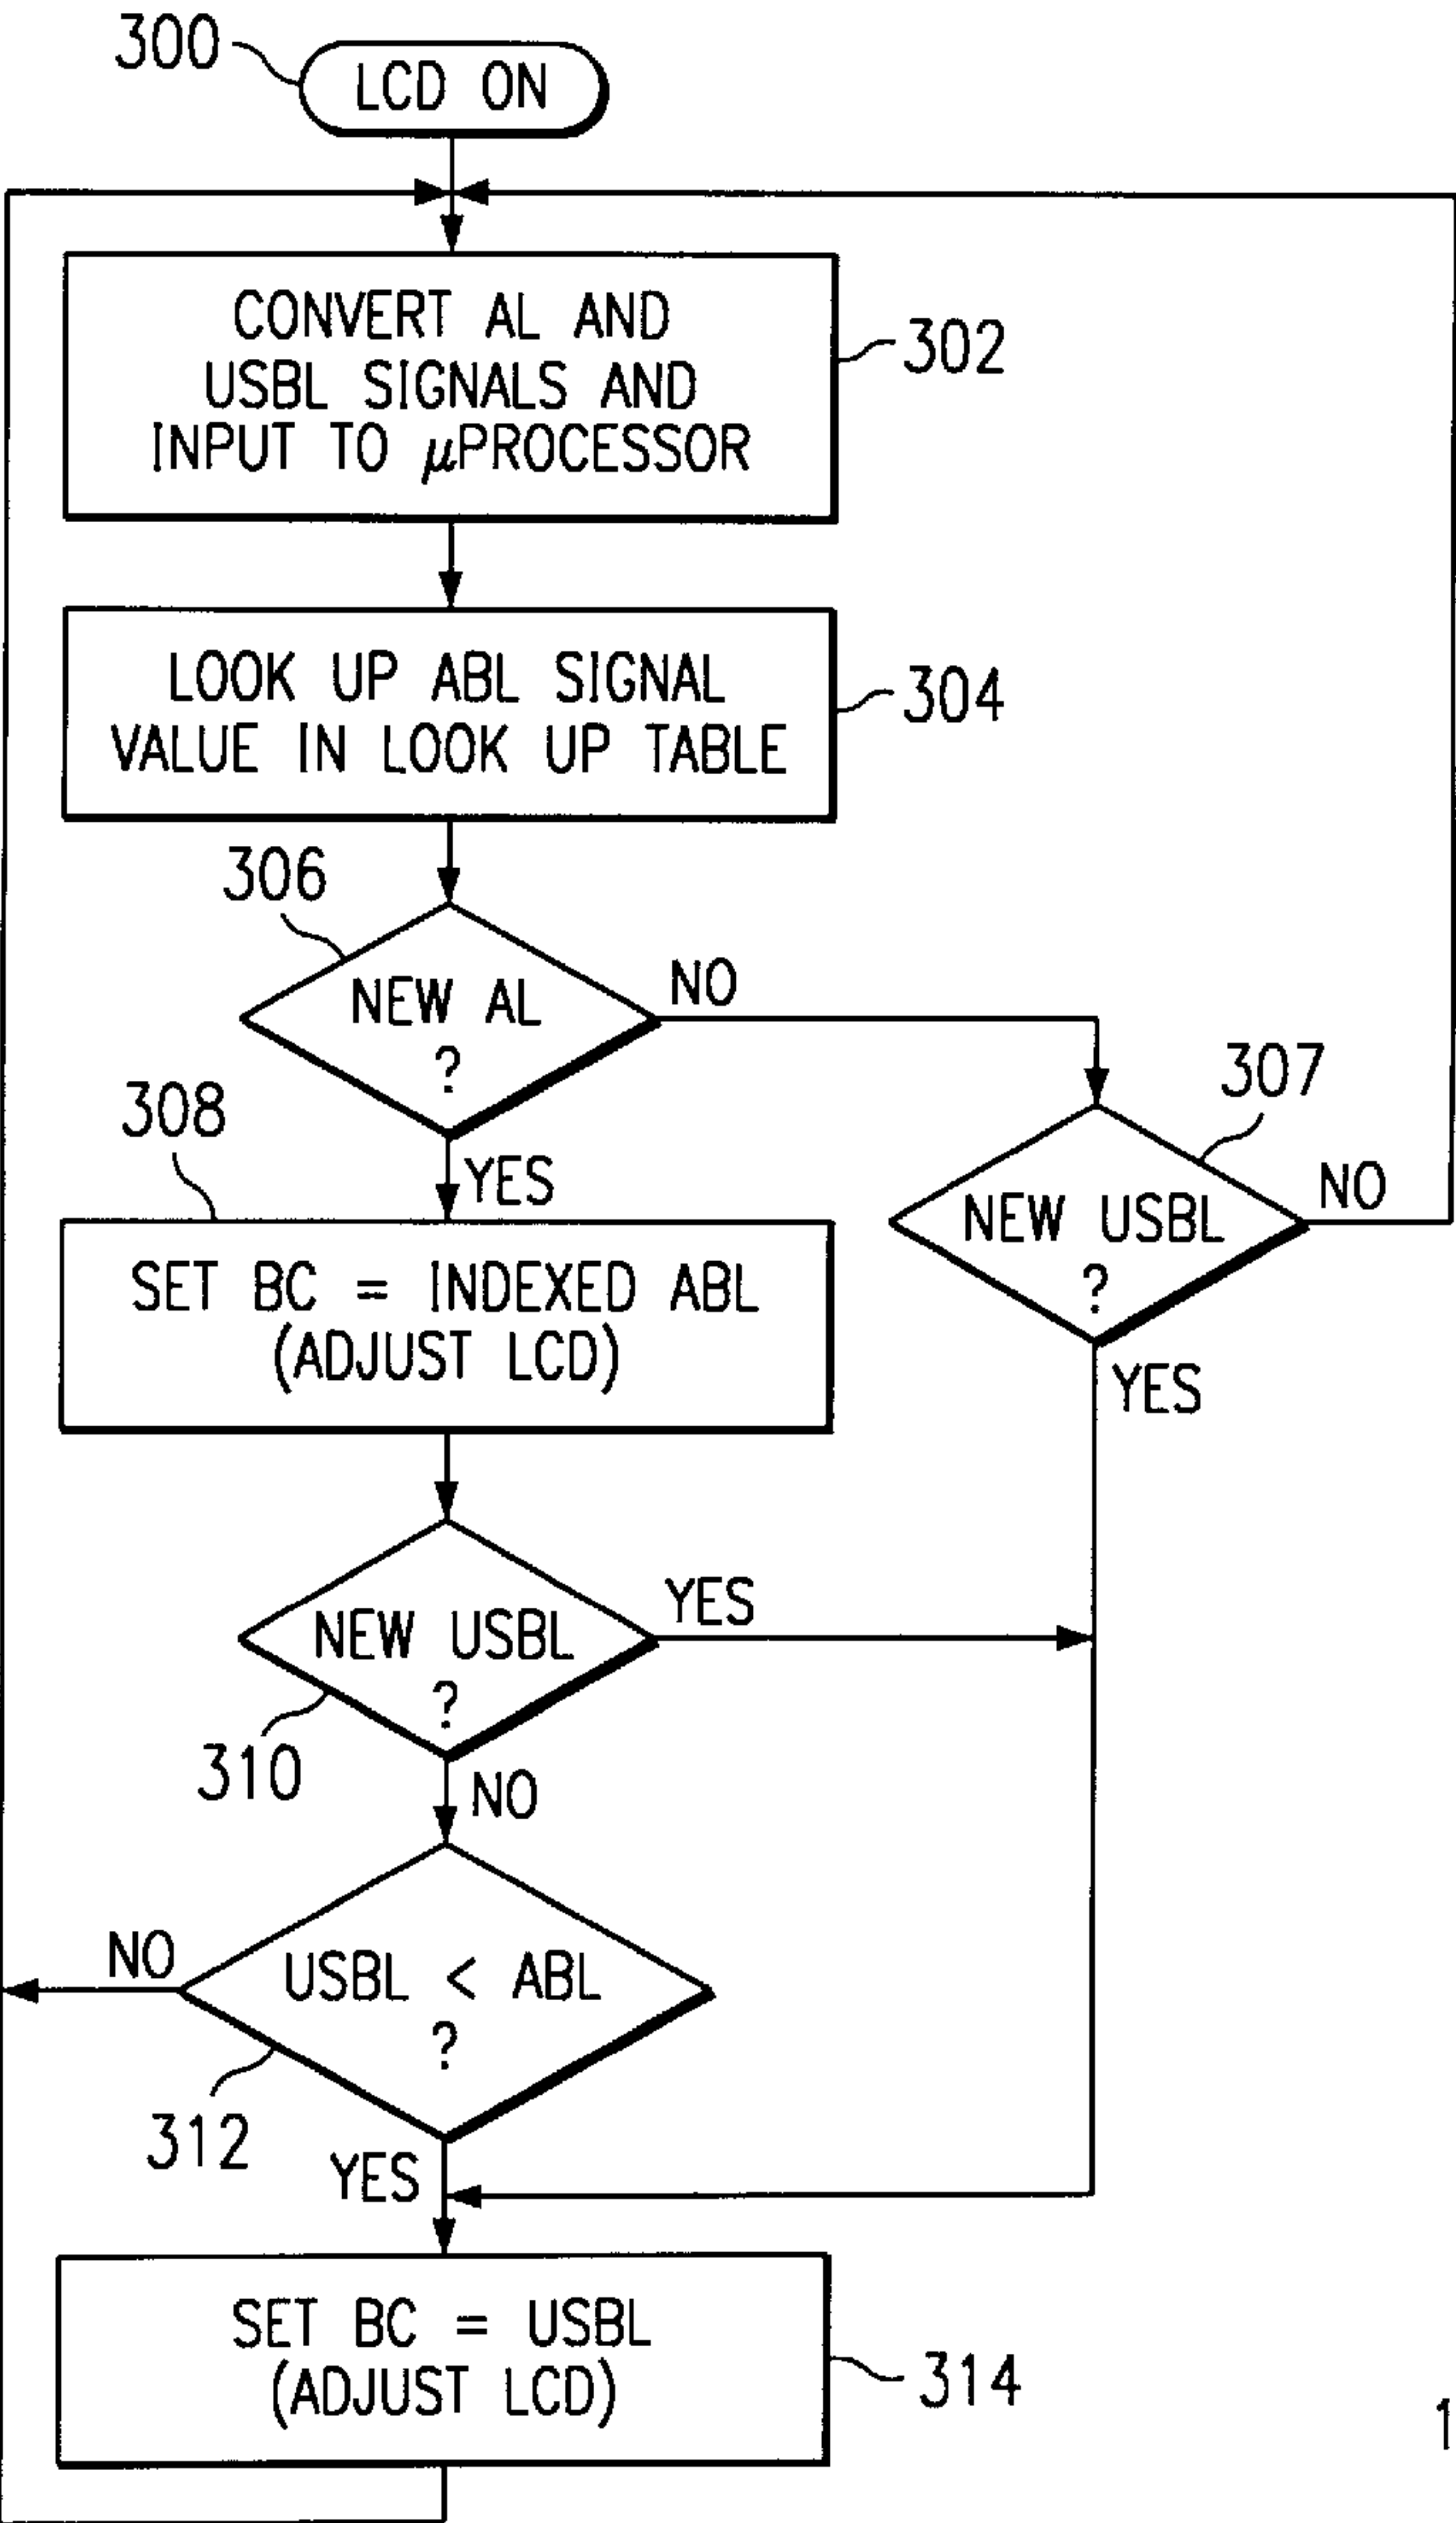 300
LCD ON
CONVERT AL AND
USBL SIGNALS AND
INPUT TO μPROCESSOR
302
LOOK UP ABL SIGNAL
VALUE IN LOOK UP TABLE
304
306
NEW AL
?
NO
YES
307
NEW USBL
?
NO
YES
308
SET BC = INDEXED ABL
(ADJUST LCD)
NEW USBL
?
YES
310
NO
USBL < ABL
?
NO
312
YES
SET BC = USBL
(ADJUST LCD)
314
1